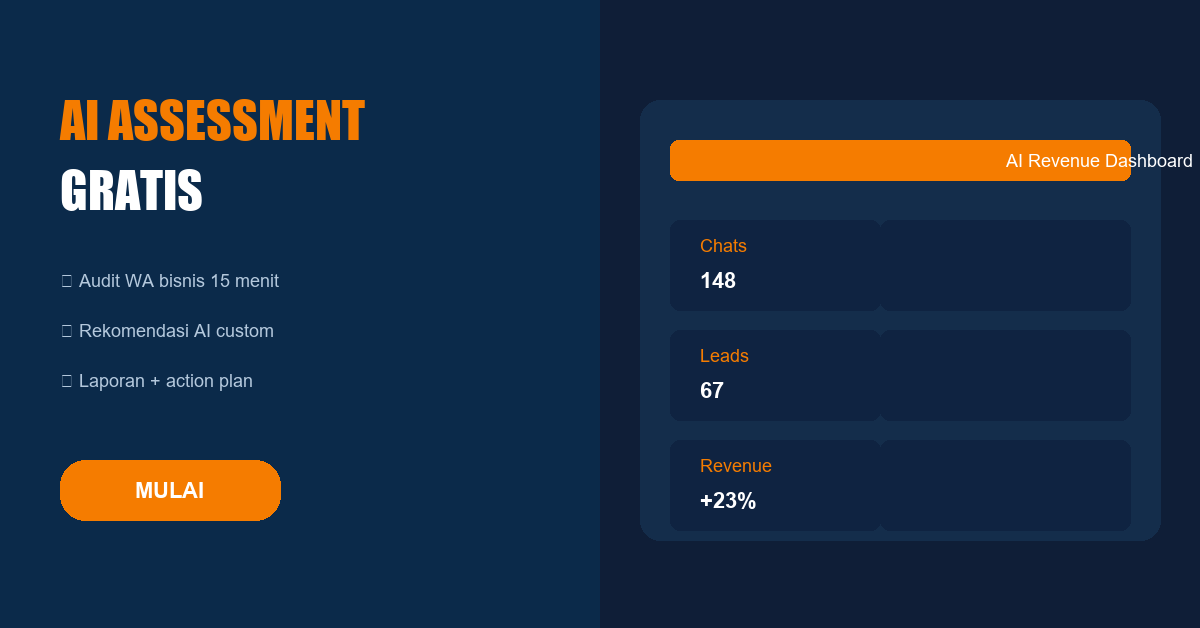 AI ASSESSMENT
GRATIS
□ Audit WA bisnis 15 menit
□ Rekomendasi AI custom
□ Laporan + action plan
MULAI
AI Revenue Dashboard
Chats
148
Leads
67
Revenue
+23%